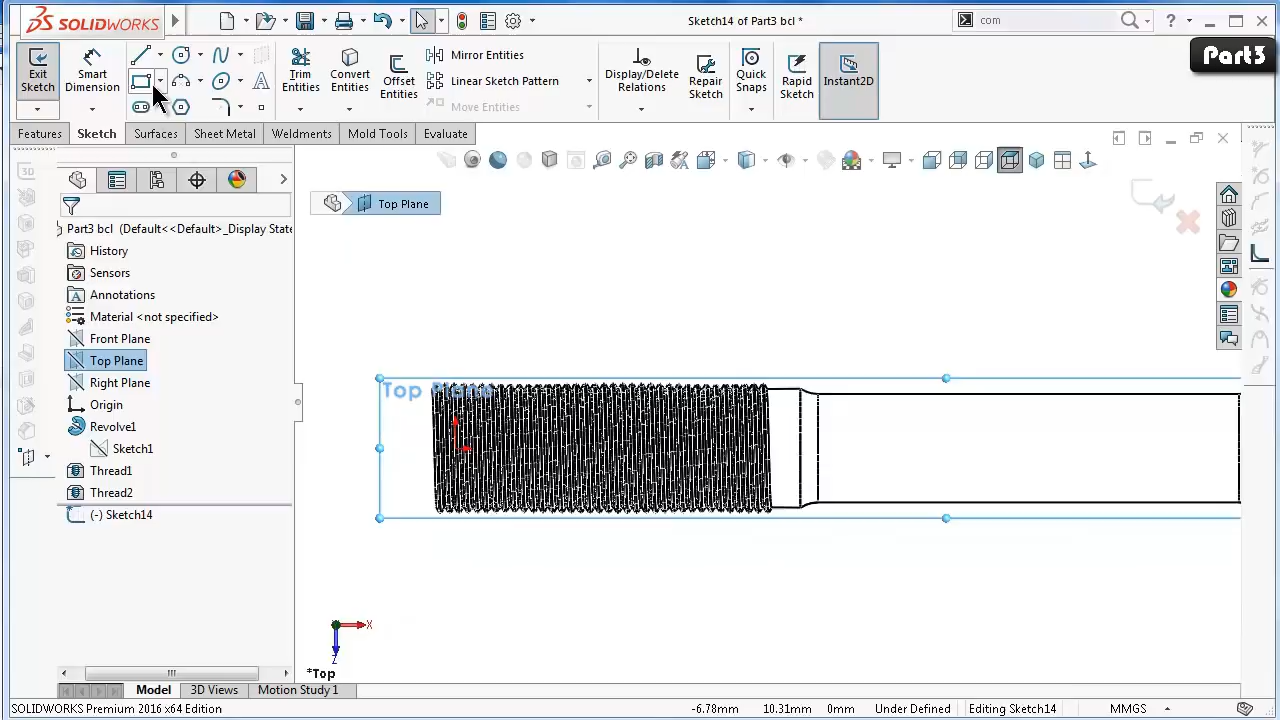 SOLIDWORKS
Sketch14 of Part3 bcl *
com
Part3
Exit Sketch
Smart Dimension
Trim Entities
Convert Entities
Offset Entities
Mirror Entities
Linear Sketch Pattern
Move Entities
Display/Delete Relations
Repair Sketch
Quick Snaps
Rapid Sketch
Instant2D
Features
Sketch
Surfaces
Sheet Metal
Weldments
Mold Tools
Evaluate
3D
Top Plane
Part3 bcl (Default<<Default>_Display State
History
Sensors
Annotations
Material <not specified>
Front Plane
Top Plane
Right Plane
Origin
Revolve1
Sketch1
Thread1
Thread2
(-) Sketch14
Top Plane
X
Z
*Top
Model
3D Views
Motion Study 1
SOLIDWORKS Premium 2016 x64 Edition
-6.78mm
10.31mm
0mm
Under Defined
Editing Sketch14
MMGS